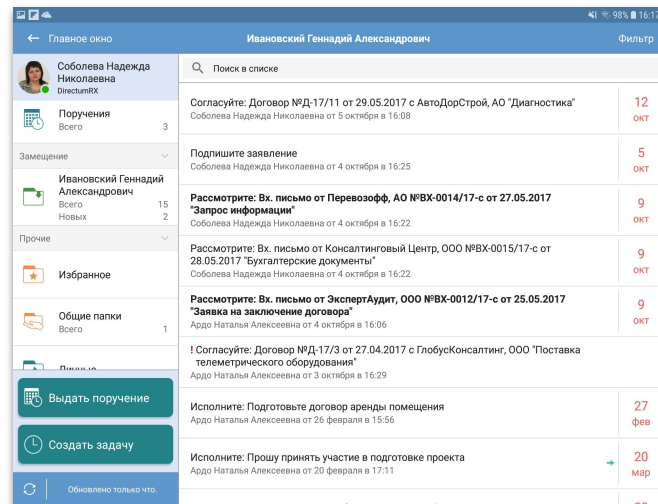 98% 16:17
Главное окно
Ивановский Геннадий Александрович
Фильтр
Соболева Надежда
Николаевна
DirectumRX
Поручения
Всего 3
Замещение
Ивановский Геннадий
Александрович
Всего 15
Новых 2
Прочие
Избранное
Общие папки
Всего 1
Выдать поручение
Создать задачу
Обновлено только что.
Поиск в списке
Согласуйте: Договор №Д-17/11 от 29.05.2017 с АвтоДорСтрой, АО "Диагностика"
Соболева Надежда Николаевна от 5 октября в 16:08
12
окт
Подпишите заявление
Соболева Надежда Николаевна от 4 октября в 16:25
5
окт
Рассмотрите: Вх. письмо от Перевозофф, АО №ВХ-0014/17-с от 27.05.2017
"Запрос информации"
Соболева Надежда Николаевна от 4 октября в 16:22
9
окт
Рассмотрите: Вх. письмо от Консалтинговый Центр, ООО №ВХ-0015/17-с от
28.05.2017 "Бухгалтерские документы"
Соболева Надежда Николаевна от 4 октября в 16:22
9
окт
Рассмотрите: Вх. письмо от ЭкспертАудит, ООО №ВХ-0012/17-с от 25.05.2017
"Заявка на заключение договора"
Ардо Наталья Алексеевна от 4 октября в 16:06
9
окт
! Согласуйте: Договор №Д-17/3 от 27.04.2017 с ГлобусКонсалтинг, ООО "Поставка
телеметрического оборудования"
Ардо Наталья Алексеевна от 3 октября в 16:29
Исполните: Подготовьте договор аренды помещения
Ардо Наталья Алексеевна от 26 февраля в 15:56
27
фев
Исполните: Прошу принять участие в подготовке проекта
Ардо Наталья Алексеевна от 20 февраля в 17:11
20
мар